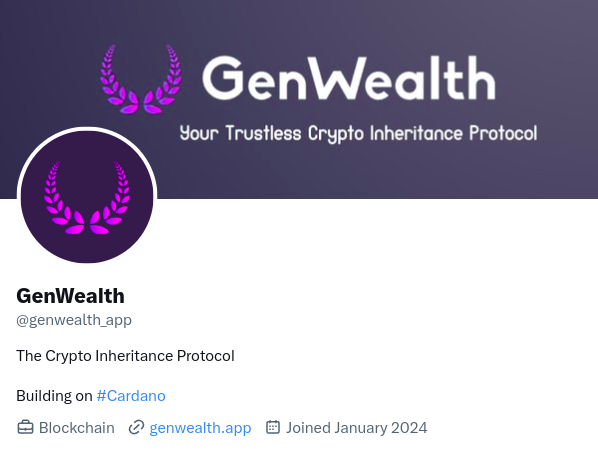 GenWealth
Your Trustless Crypto Inheritance Protocol
GenWealth
@genwealth_app
The Crypto Inheritance Protocol
Building on #Cardano
Blockchain genwealth.app Joined January 2024